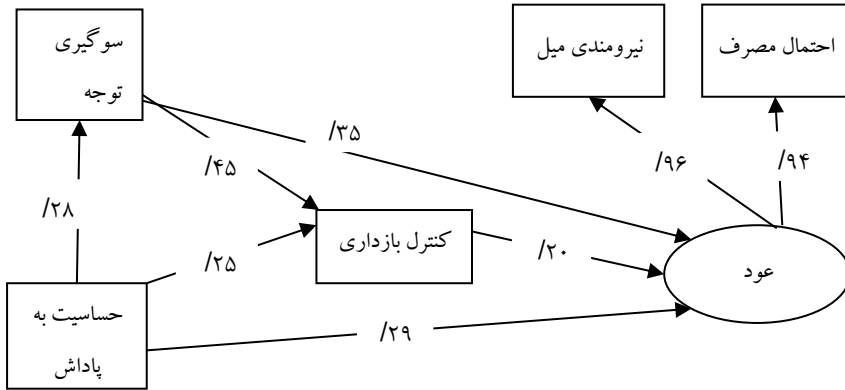 سوگیری
توجه
نیرومندی میل
احتمال مصرف
/۳۵
/۴۵
/۹۶
/۹۴
/۲۸
کنترل بازداری
/۲۵
/۲۰
عود
حساسیت به
پاداش
/۲۹